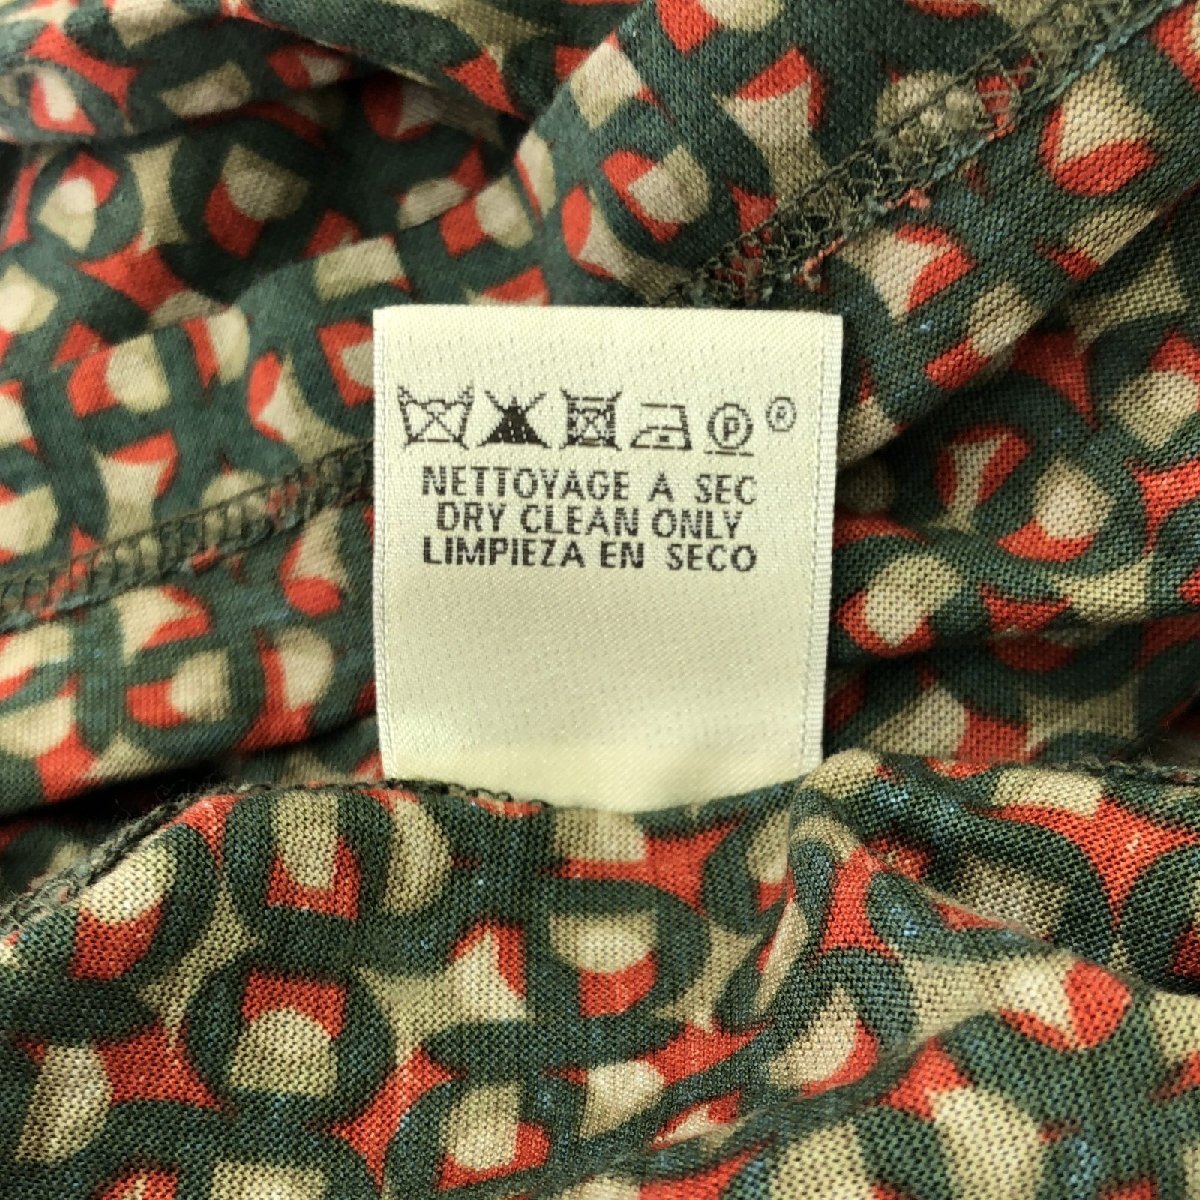 P ®
NETTOYAGE A SEC
DRY CLEAN ONLY
LIMPIEZA EN SECO